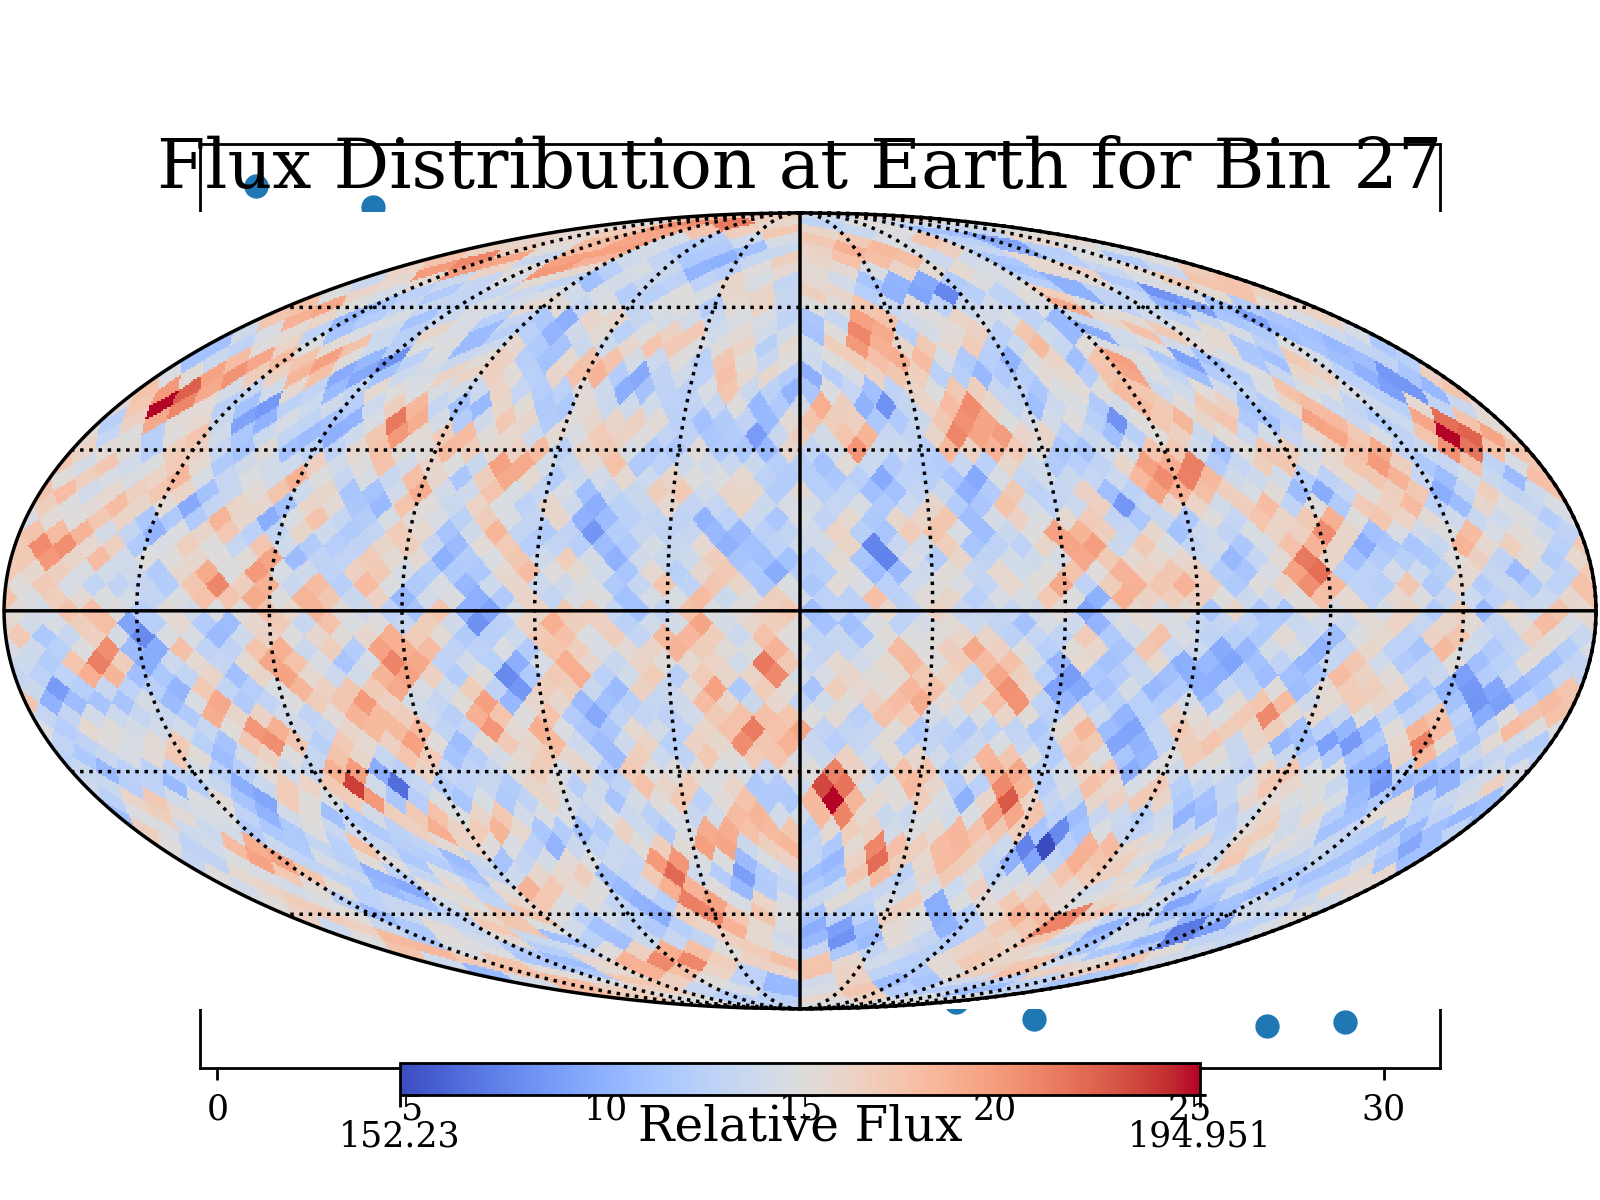 Flux Distribution at Earth for Bin 27
0 5 10 15 20 25 30
Relative Flux
152.23 194.951